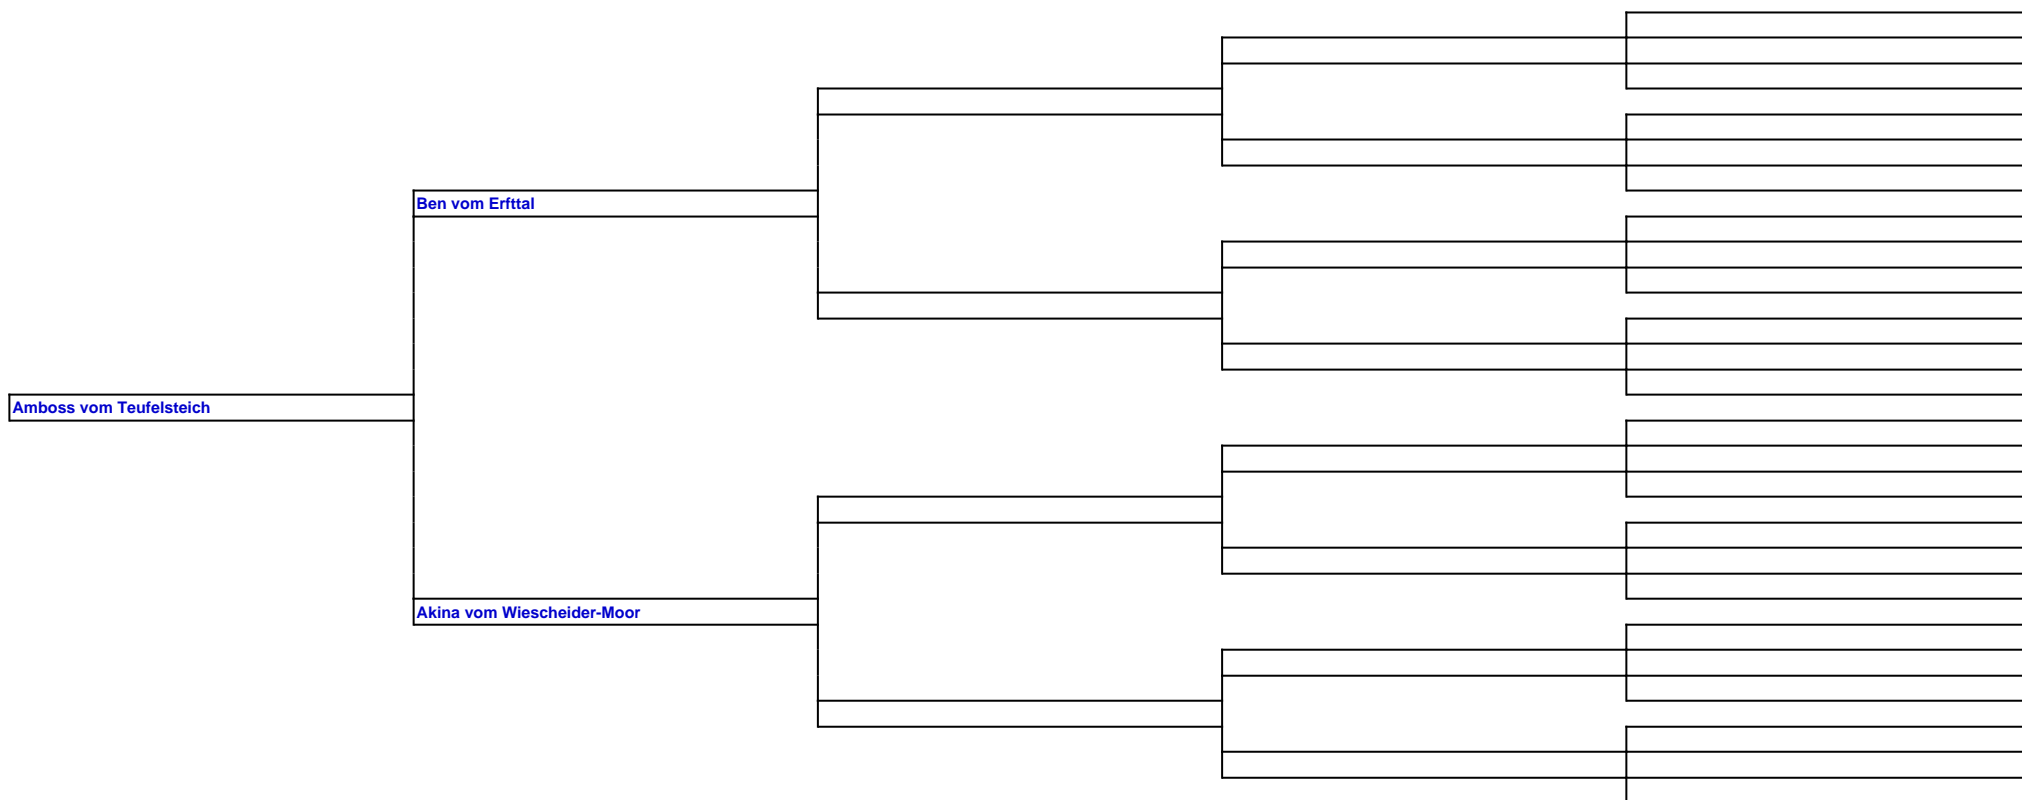 Ben vom Erfttal
Amboss vom Teufelsteich
Akina vom Wiescheider-Moor